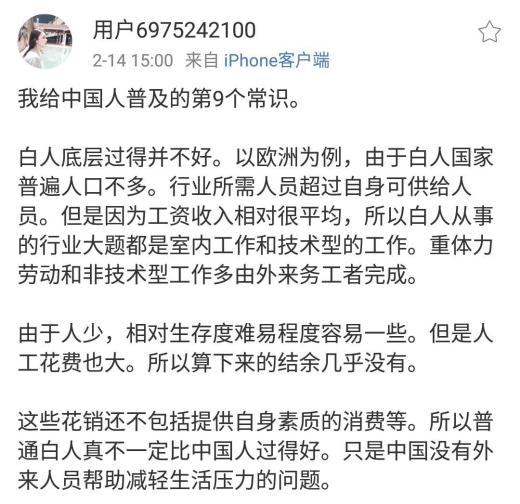 用户6975242100
2-14 15:00 来自 iPhone客户端
我给中国人普及的第9个常识。
白人底层过得并不好。以欧洲为例，由于白人国家
普遍人口不多。行业所需人员超过自身可供给人
员。但是因为工资收入相对很平均，所以白人从事
的行业大题都是室内工作和技术型的工作。重体力
劳动和非技术型工作多由外来务工者完成。
由于人少，相对生存度难易程度容易一些。但是人
工花费也大。所以算下来的结余几乎没有。
这些花销还不包括提供自身素质的消费等。所以普
通白人真不一定比中国人过得好。只是中国没有外
来人员帮助减轻生活压力的问题。